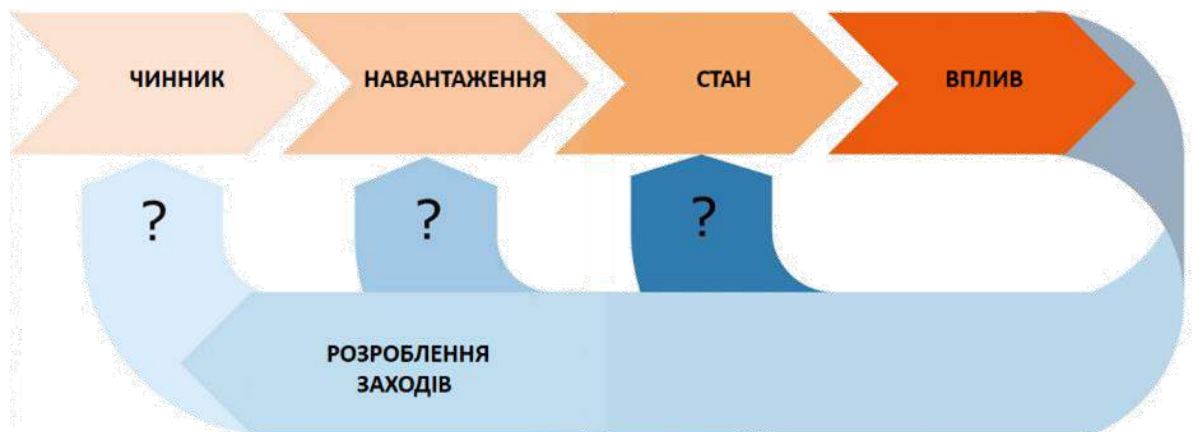 ЧИННИК
НАВАНТАЖЕННЯ
СТАН
ВПЛИВ
?
?
?
РОЗРОБЛЕННЯ
ЗАХОДІВ